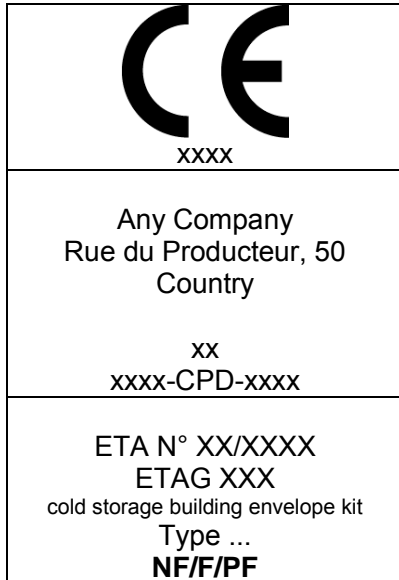 CE
xxxx
Any Company
Rue du Producteur, 50
Country
xx
xxxx-CPD-xxxx
ETA N° XX/XXXX
ETAG XXX
cold storage building envelope kit
Type ...
NF/F/PF